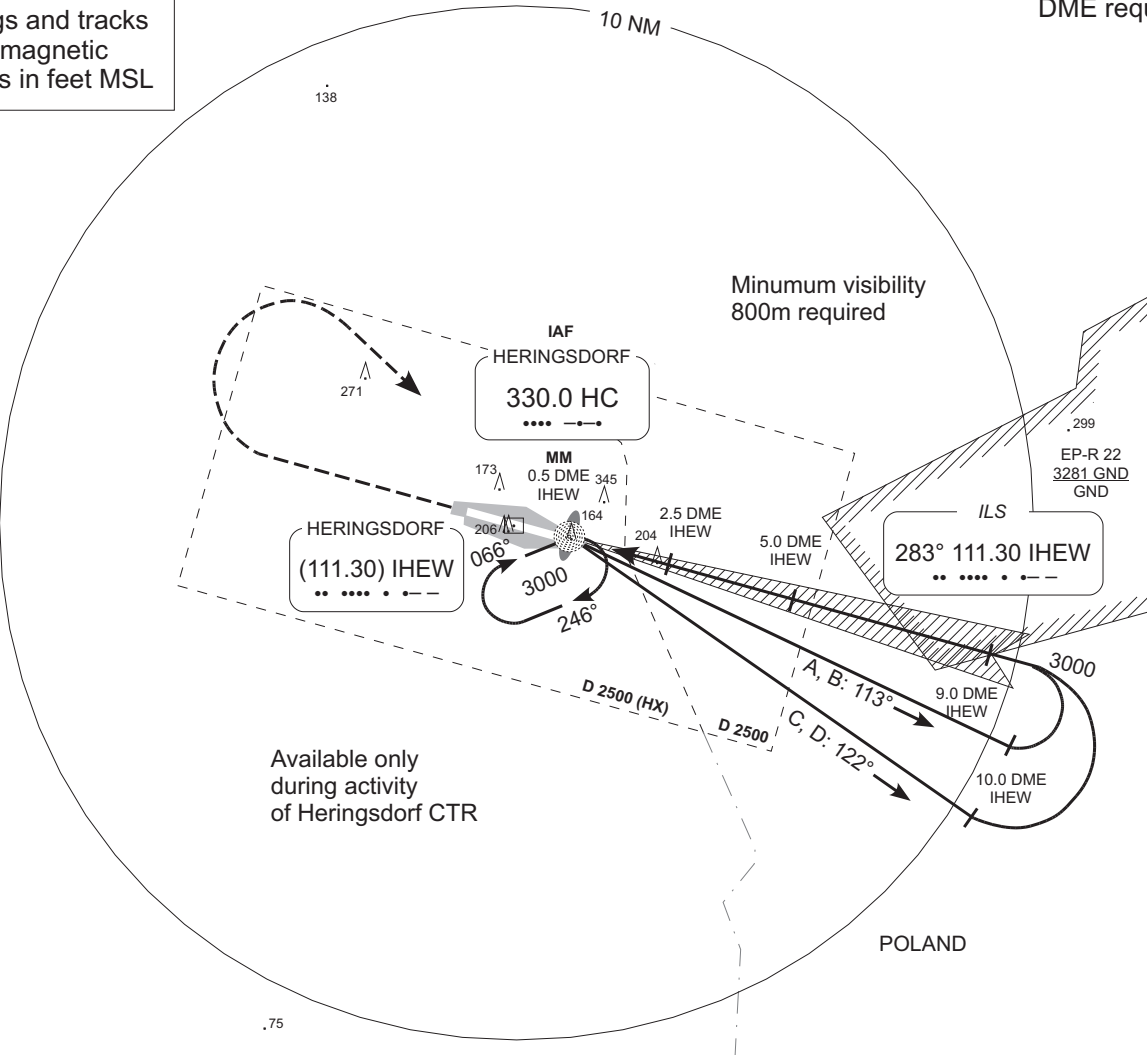 gs and tracks
magnetic
s in feet MSL
10 NM
DME requ
138
Minumum visibility
800m required
IAF
HERINGSDORF
330.0 HC
271
MM
0.5 DME
IHEW
173
345
164
206
204
2.5 DME
IHEW
5.0 DME
IHEW
299
EP-R 22
3281 GND
GND
ILS
283° 111.30 IHEW
HERINGSDORF
(111.30) IHEW
066°
3000
246°
3000
A, B: 113°
9.0 DME
IHEW
C, D: 122°
10.0 DME
IHEW
D 2500 (HX)
D 2500
Available only
during activity
of Heringsdorf CTR
POLAND
75